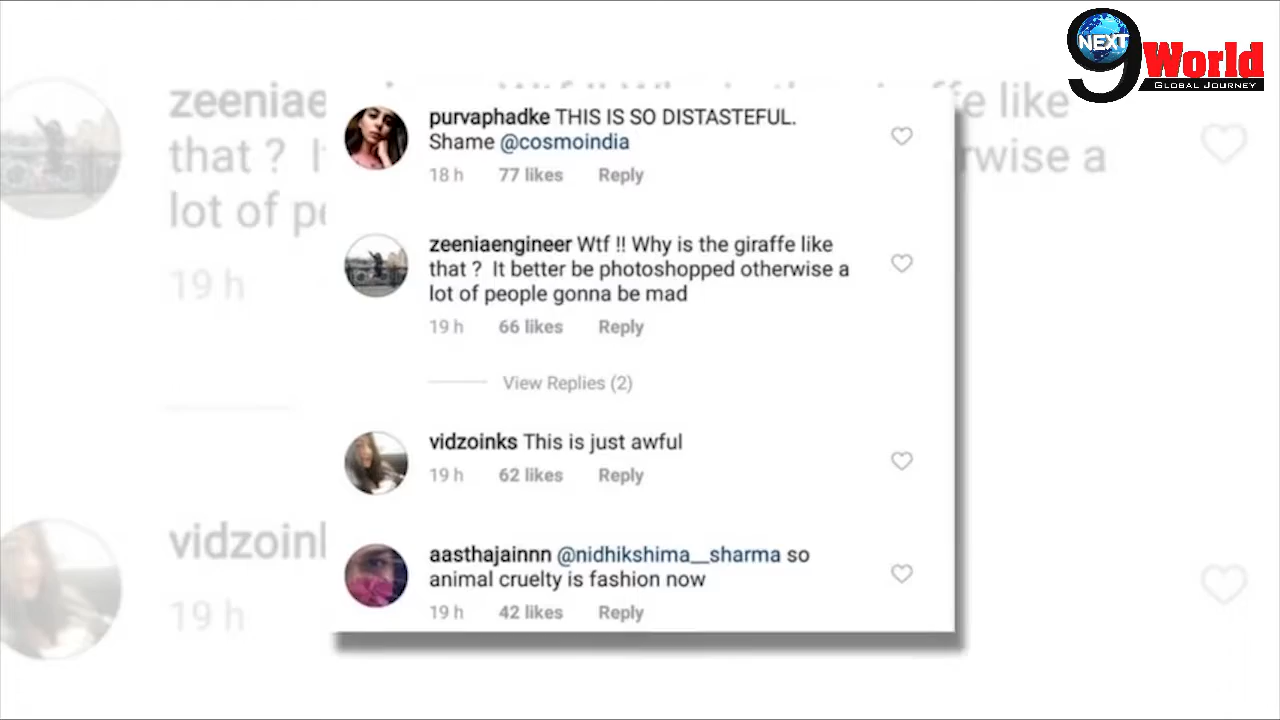 NEXT
9 World
GLOBAL JOURNEY
zeeniae
fe like
that ?
rwise a
lot of pe
19 h
vidzoinl
19 h
purvaphadke THIS IS SO DISTASTEFUL.
Shame @cosmoindia
18 h 77 likes Reply
zeeniaengineer Wtf !! Why is the giraffe like
that ? It better be photoshopped otherwise a
lot of people gonna be mad
19 h 66 likes Reply
View Replies (2)
vidzoinks This is just awful
19 h 62 likes Reply
aasthajainnn @nidhikshima__sharma so
animal cruelty is fashion now
19 h 42 likes Reply